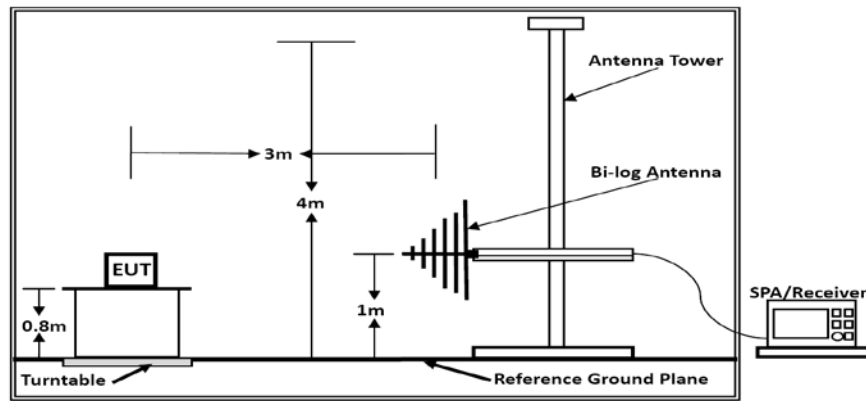 Antenna Tower
3m
Bi-log Antenna
4m
EUT
SPA/Receiver
0.8m
1m
Turntable
Reference Ground Plane